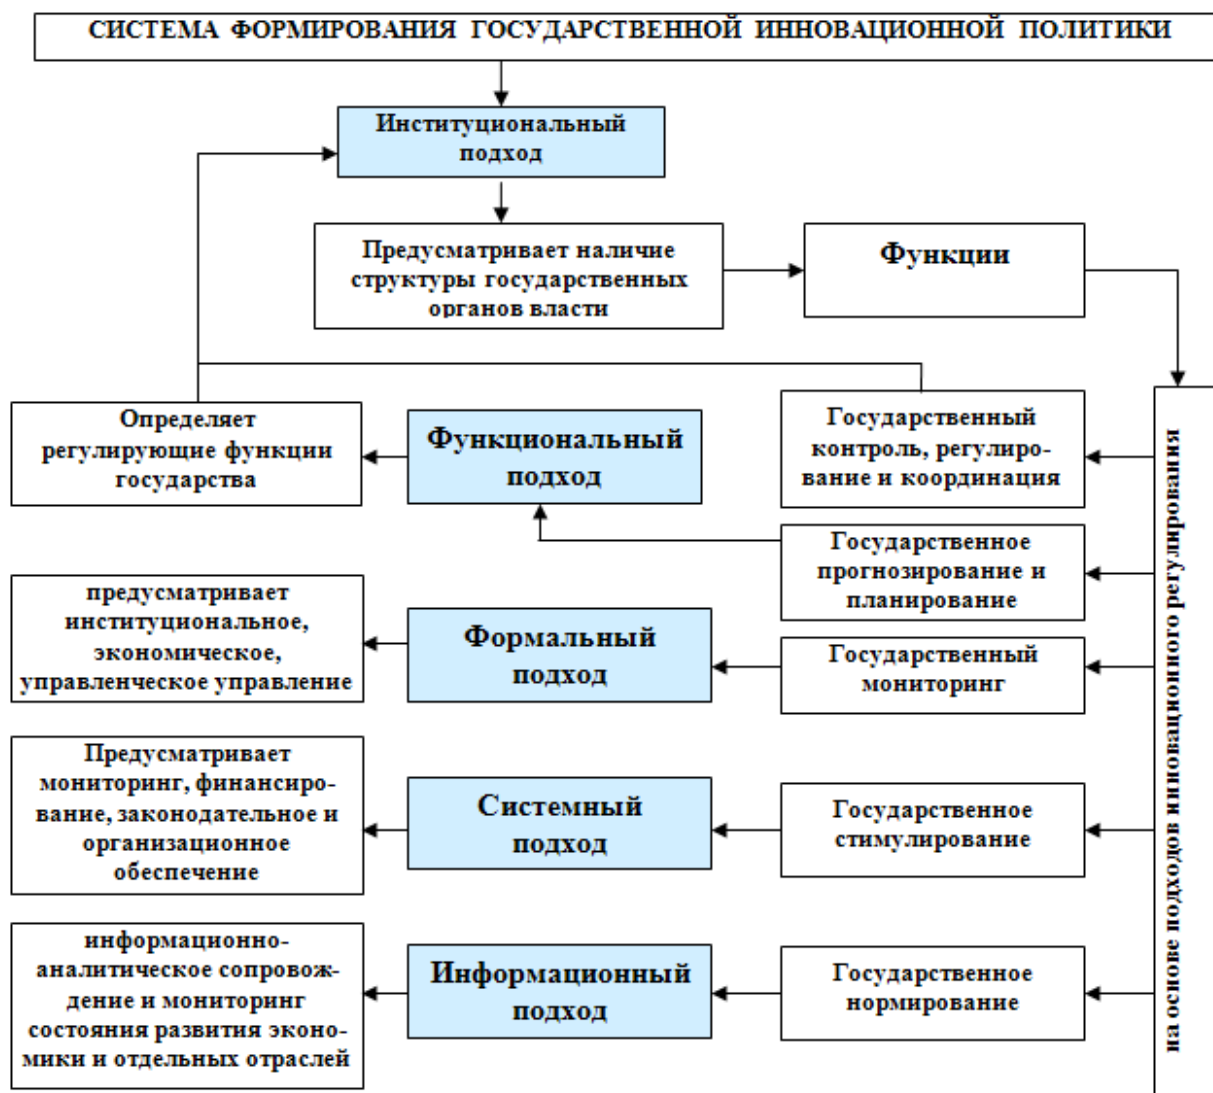 СИСТЕМА ФОРМИРОВАНИЯ ГОСУДАРСТВЕННОЙ ИННОВАЦИОННОЙ ПОЛИТИКИ
Институциональный
подход
Предусматривает наличие
структуры государственных
органов власти
Функции
Определяет
регулирующие функции
государства
Функциональный
подход
Государственный
контроль, регулиро-
вание и координация
Государственное
прогнозирование и
планирование
предусматривает
институциональное,
экономическое,
управленческое управление
Формальный
подход
Государственный
мониторинг
Предусматривает
мониторинг, финансиро-
вание, законодательное и
организационное
обеспечение
Системный
подход
Государственное
стимулирование
информационно-
аналитическое сопровож-
дение и мониторинг
состояния развития эконо-
мики и отдельных отраслей
Информационный
подход
Государственное
нормирование
на основе подходов инновационного регулирования